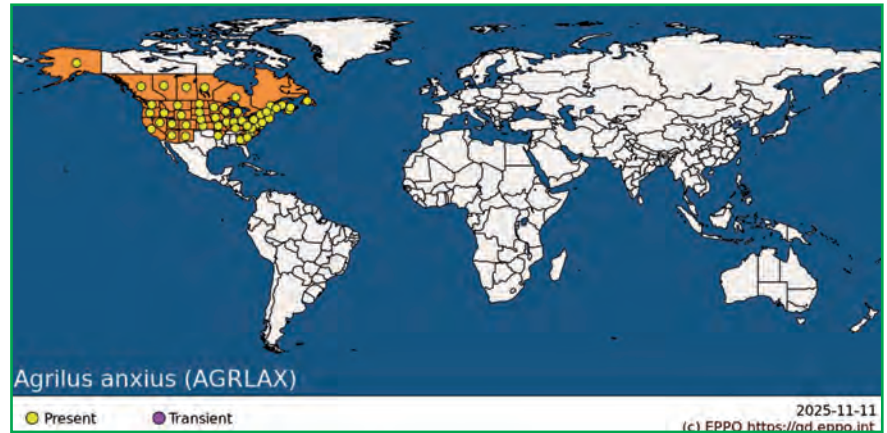 Agrilus anxius (AGRLAX)
Present
Transient
2025-11-11
(c) EPPO https://gd.eppo.int